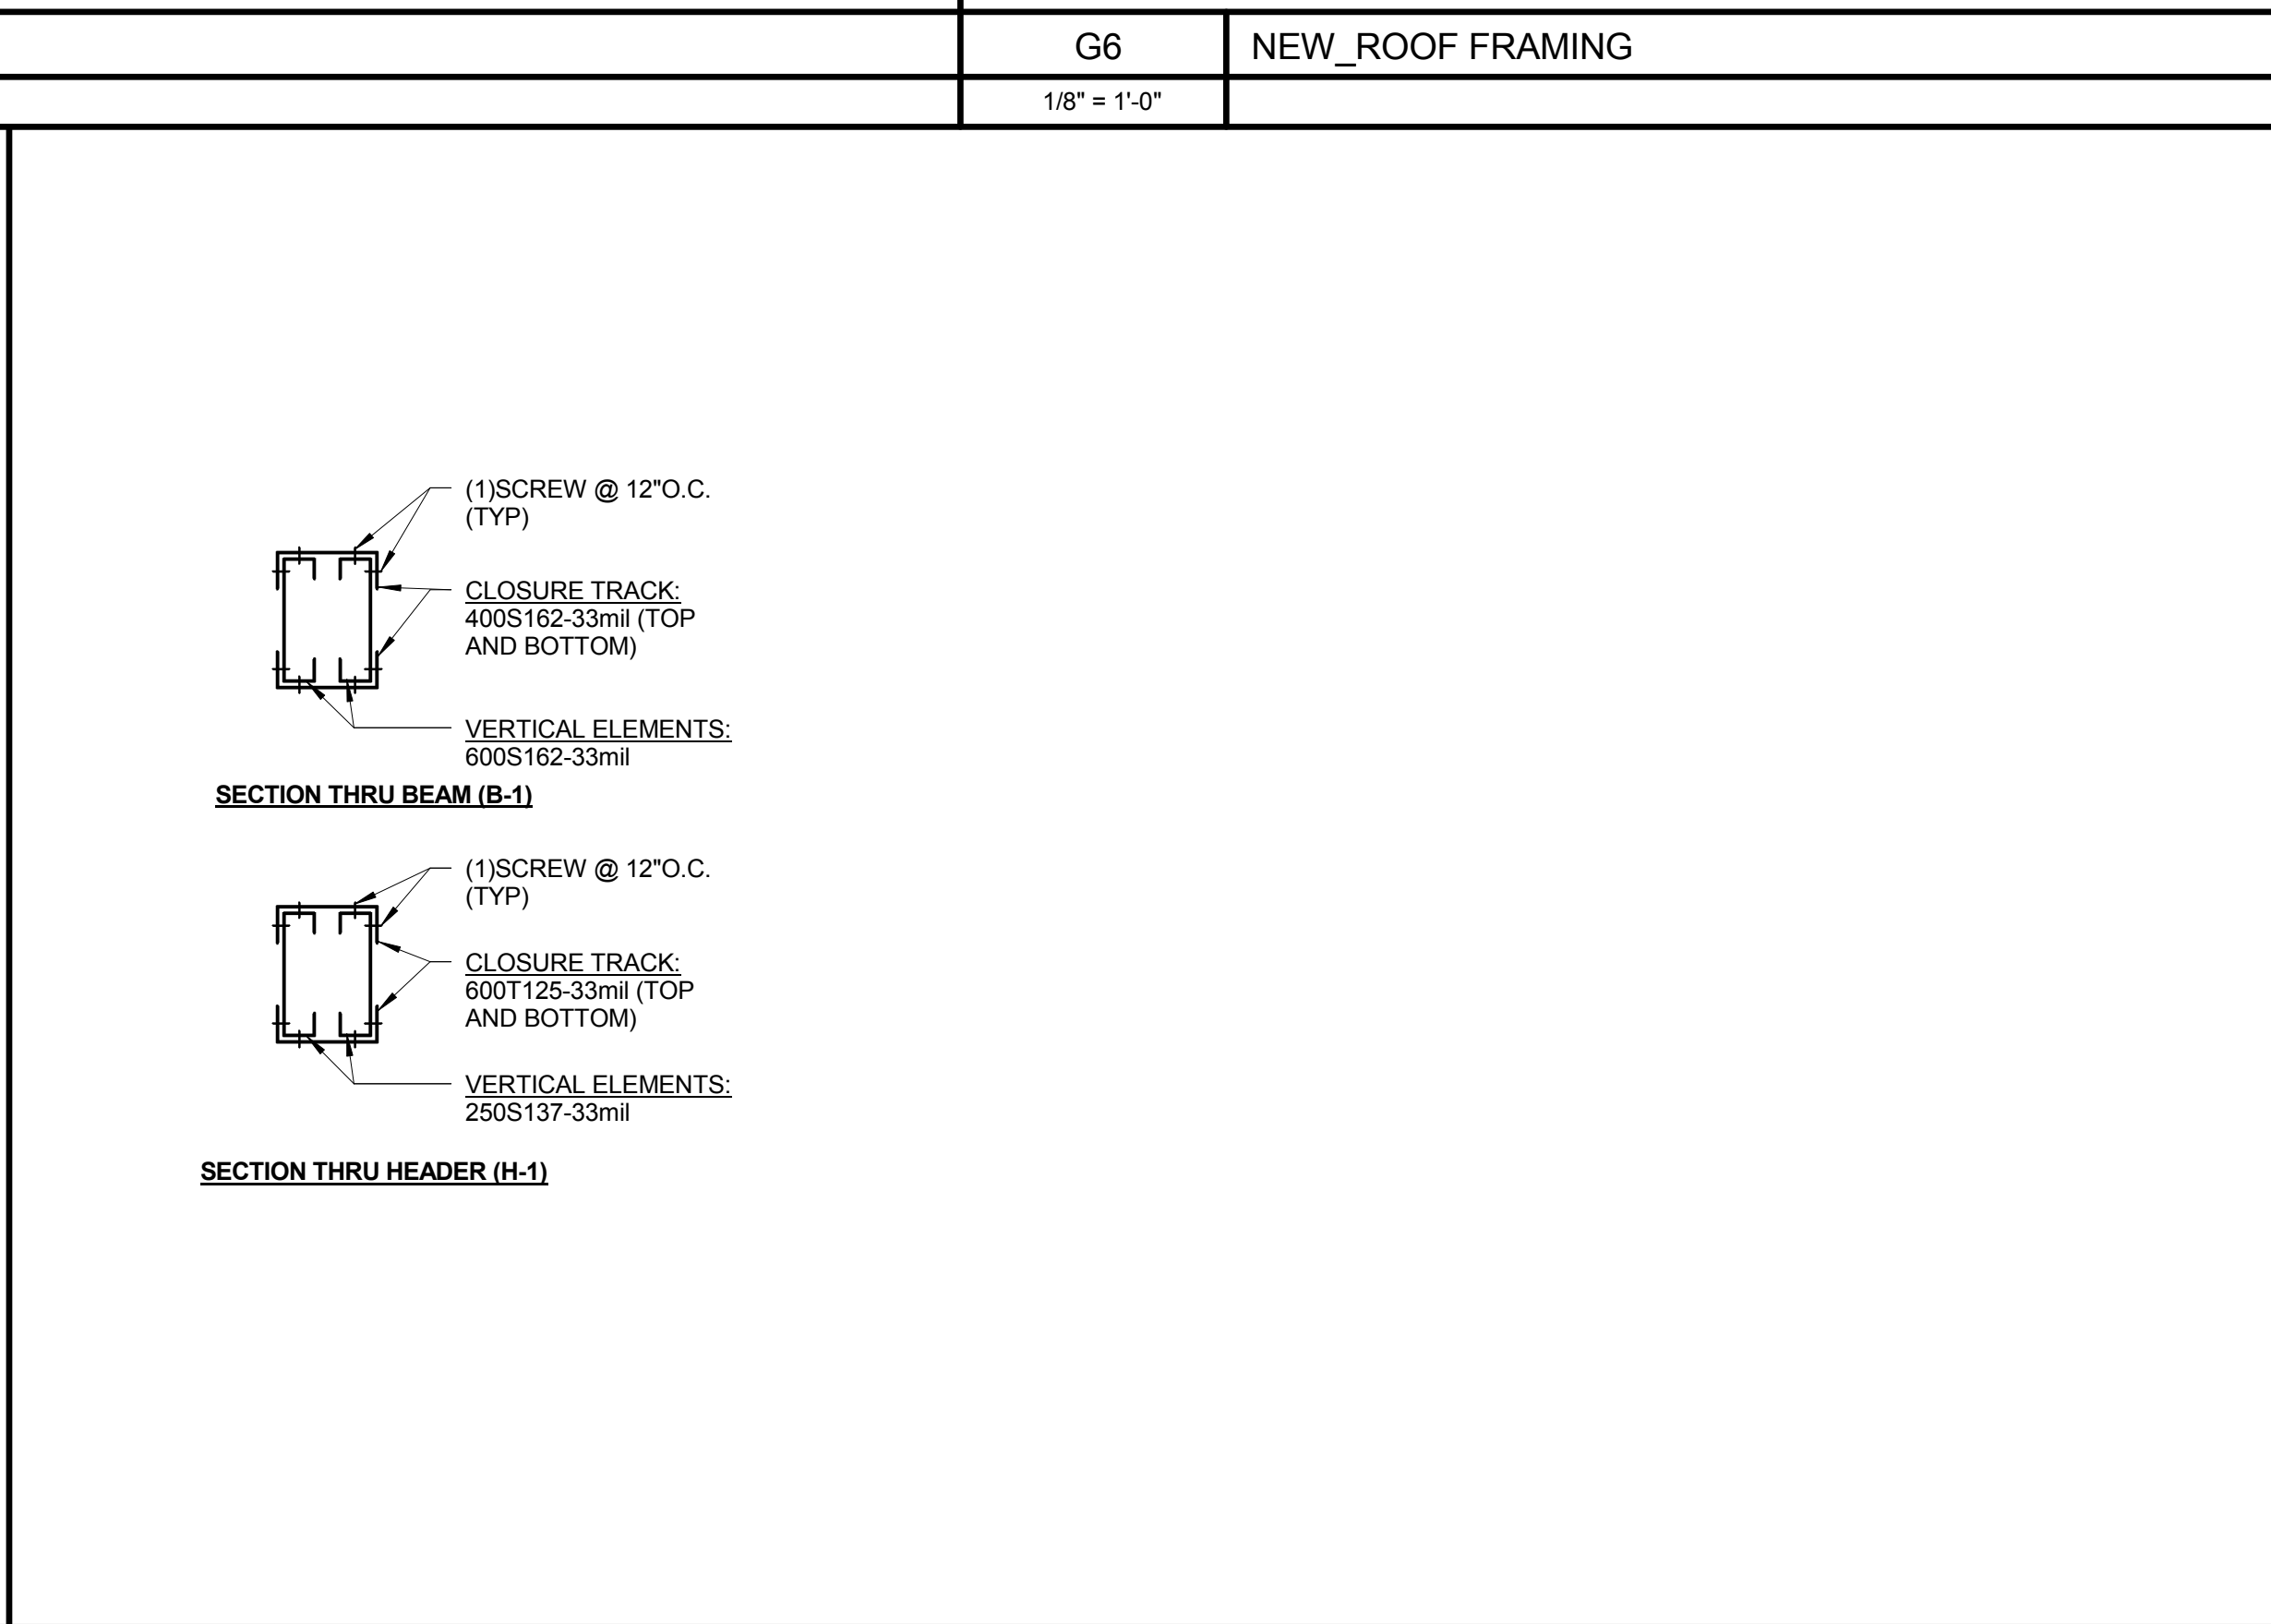 G6
NEW_ROOF FRAMING
1/8" = 1'-0"
(1)SCREW @ 12"O.C.
(TYP)
CLOSURE TRACK:
400S162-33mil (TOP
AND BOTTOM)
VERTICAL ELEMENTS:
600S162-33mil
SECTION THRU BEAM (B-1)
(1)SCREW @ 12"O.C.
(TYP)
CLOSURE TRACK:
600T125-33mil (TOP
AND BOTTOM)
VERTICAL ELEMENTS:
250S137-33mil
SECTION THRU HEADER (H-1)